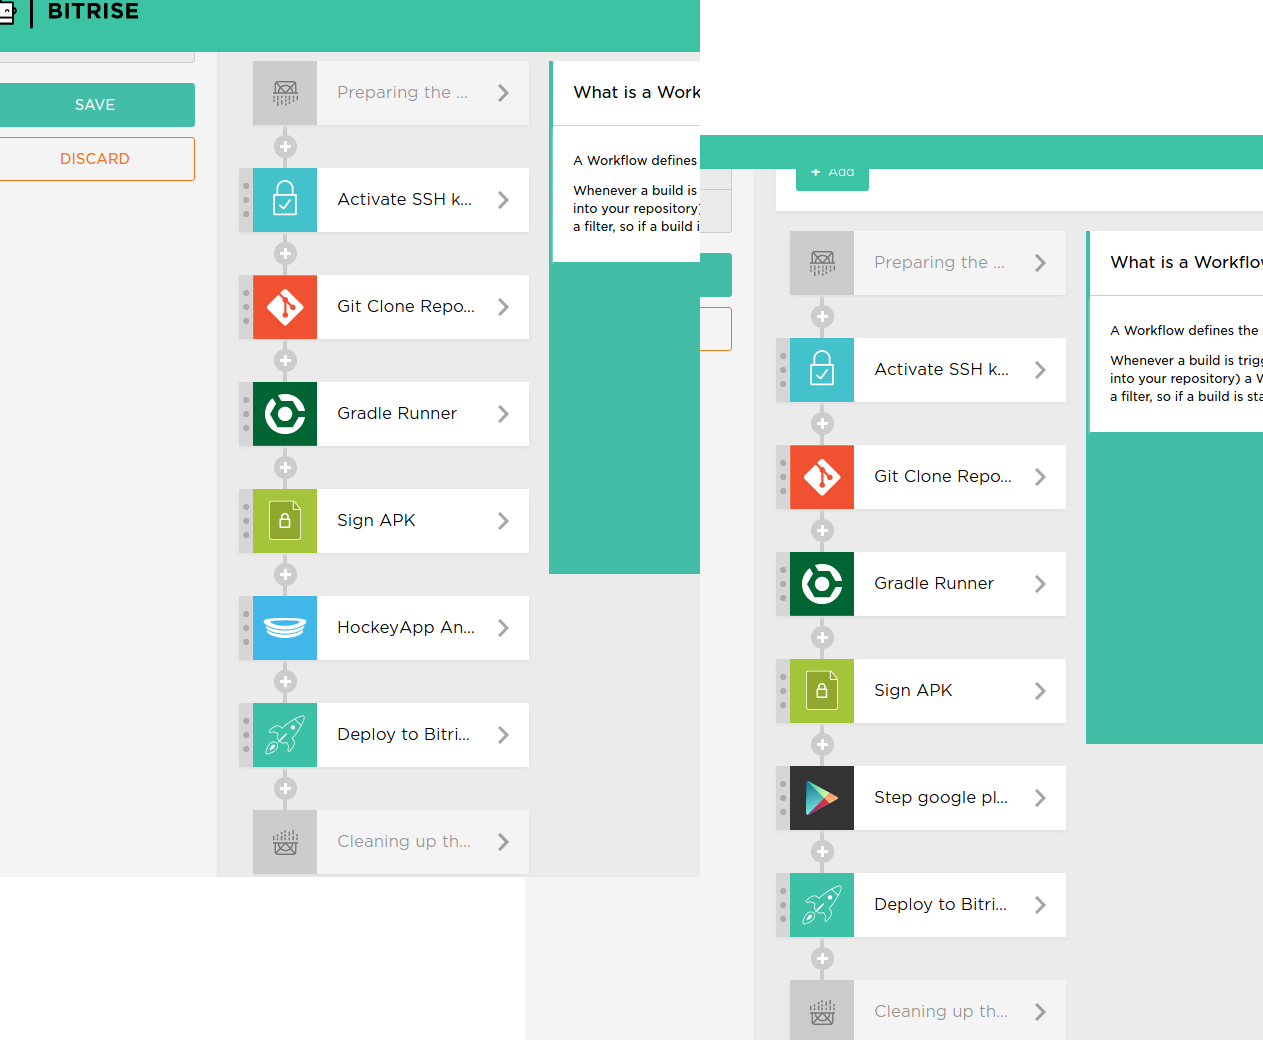 BITRISE
SAVE
DISCARD
Preparing the ...
Activate SSH k...
Git Clone Repo...
Gradle Runner
Sign APK
HockeyApp An...
Deploy to Bitri...
Cleaning up th...
What is a Work
A Workflow defines
Whenever a build is
into your repository)
a filter, so if a build i
+ Add
Preparing the ...
Activate SSH k...
Git Clone Repo...
Gradle Runner
Sign APK
Step google pl...
Deploy to Bitri...
Cleaning up th...
What is a Workflow
A Workflow defines the
Whenever a build is trigg
into your repository) a W
a filter, so if a build is sta